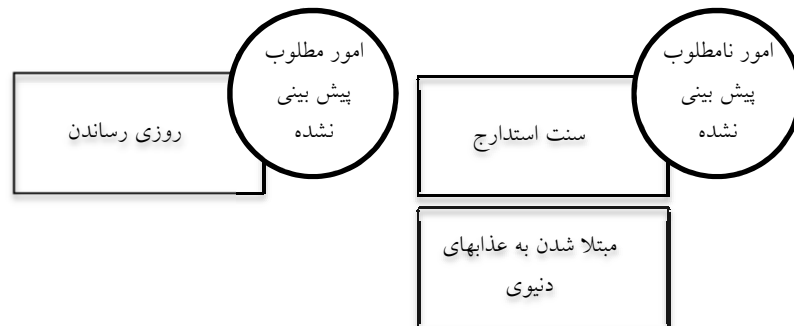 امور نامطلوب
پیش بینی
نشده
سنت استدارج
مبتلا شدن به عذابهای
دنیوی
امور مطلوب
پیش بینی
نشده
روزی رساندن